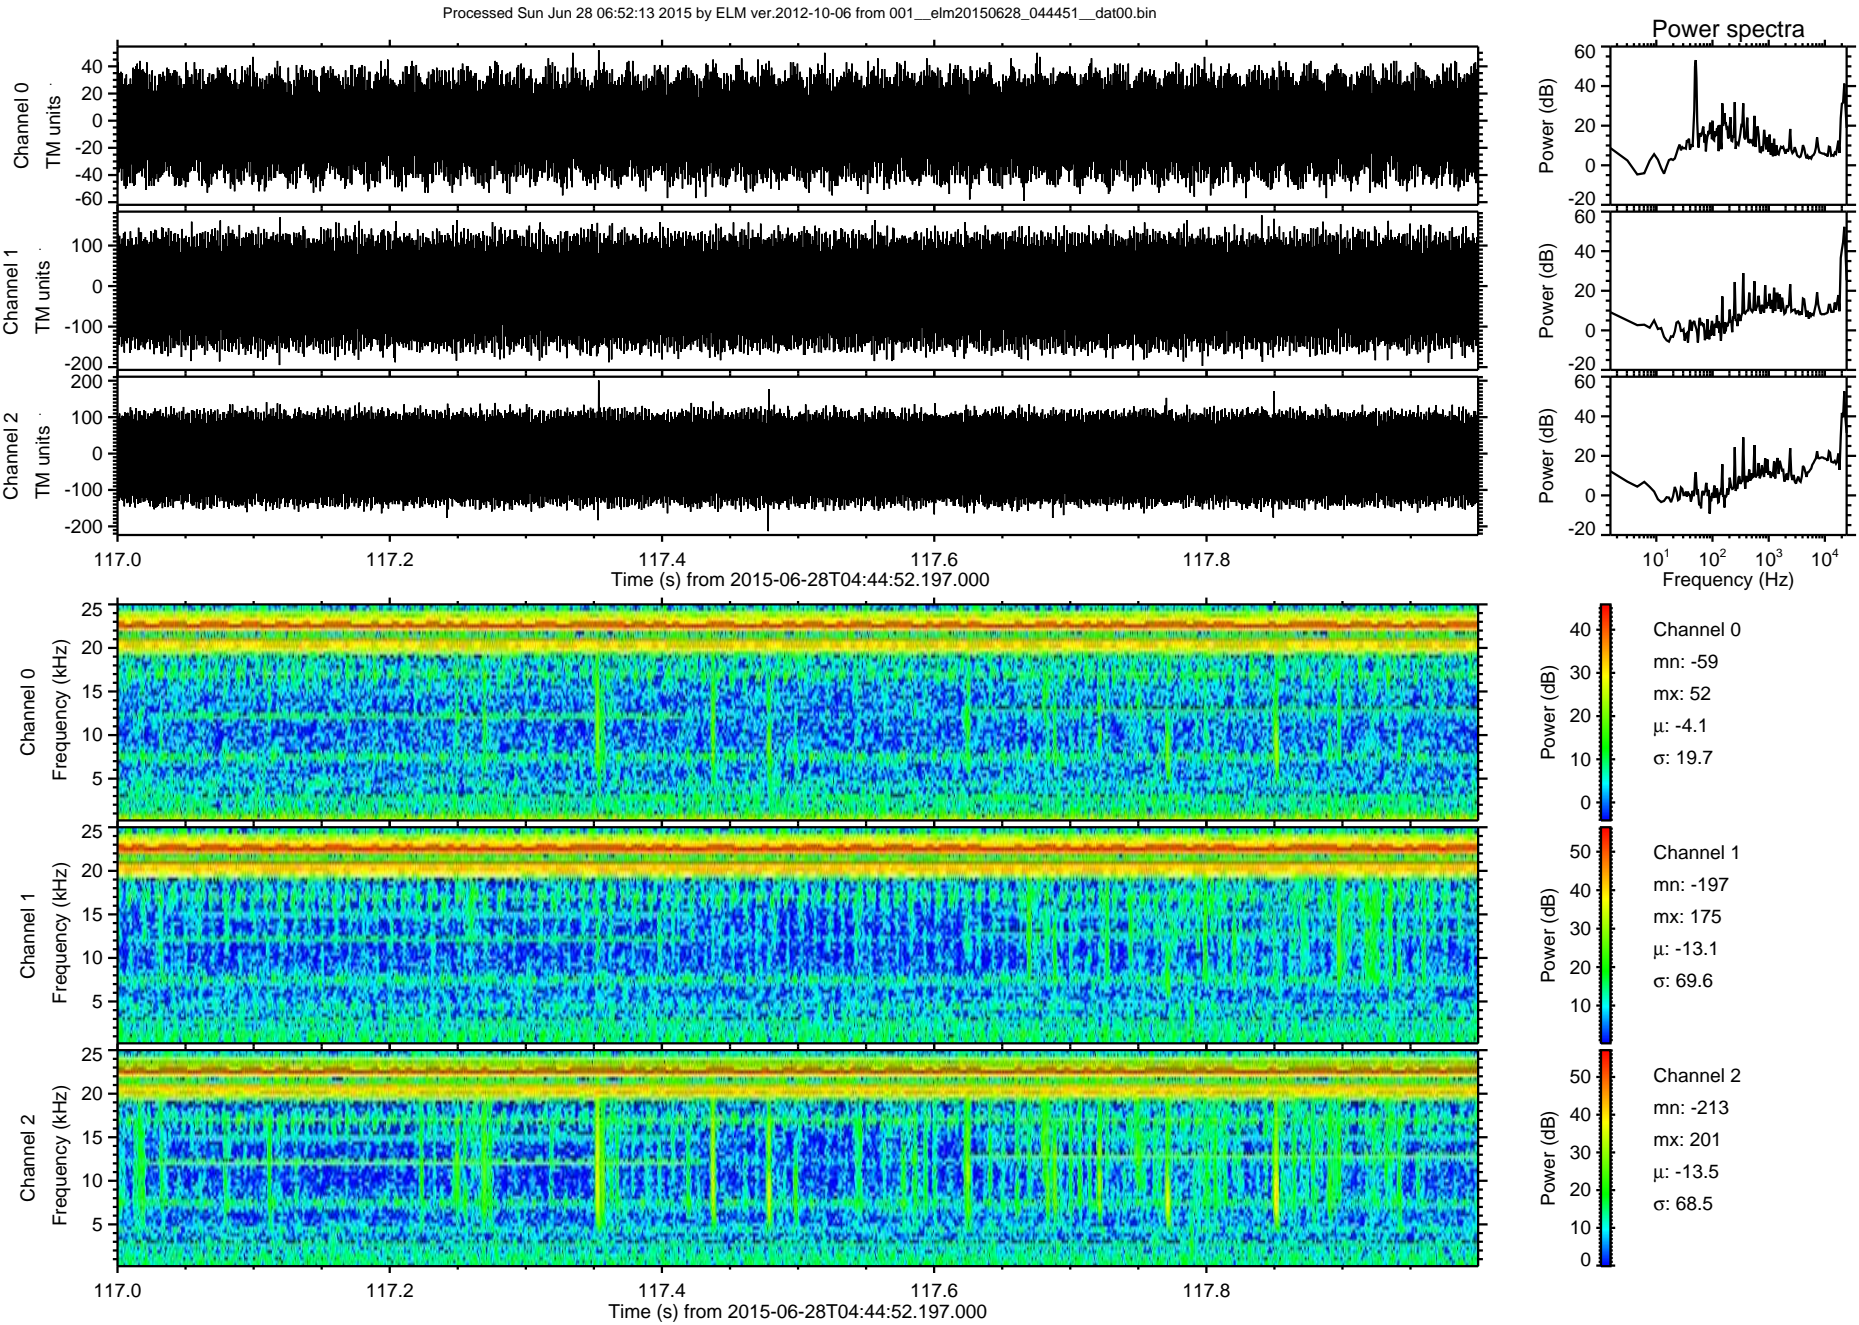 Processed Sun Jun 28 06:52:13 2015 by ELM ver.2012-10-06 from 001__elm20150628_044451__dat00.bin
Power spectra
Channel 0
TM units
40
20
0
-20
-40
-60
Power (dB)
60
40
20
0
-20
Channel 1
TM units
100
0
-100
-200
Power (dB)
60
40
20
0
-20
Channel 2
TM units
200
100
0
-100
-200
Power (dB)
60
40
20
0
-20
117.0 117.2 117.4 117.6 117.8
Time (s) from 2015-06-28T04:44:52.197.000
10^1 10^2 10^3 10^4
Frequency (Hz)
Channel 0
Frequency (kHz)
25
20
15
10
5
Power (dB)
40
30
20
10
0
Channel 0
mn: -59
mx: 52
μ: -4.1
σ: 19.7
Channel 1
Frequency (kHz)
25
20
15
10
5
Power (dB)
50
40
30
20
10
Channel 1
mn: -197
mx: 175
μ: -13.1
σ: 69.6
Channel 2
Frequency (kHz)
25
20
15
10
5
Power (dB)
50
40
30
20
10
0
Channel 2
mn: -213
mx: 201
μ: -13.5
σ: 68.5
117.0 117.2 117.4 117.6 117.8
Time (s) from 2015-06-28T04:44:52.197.000